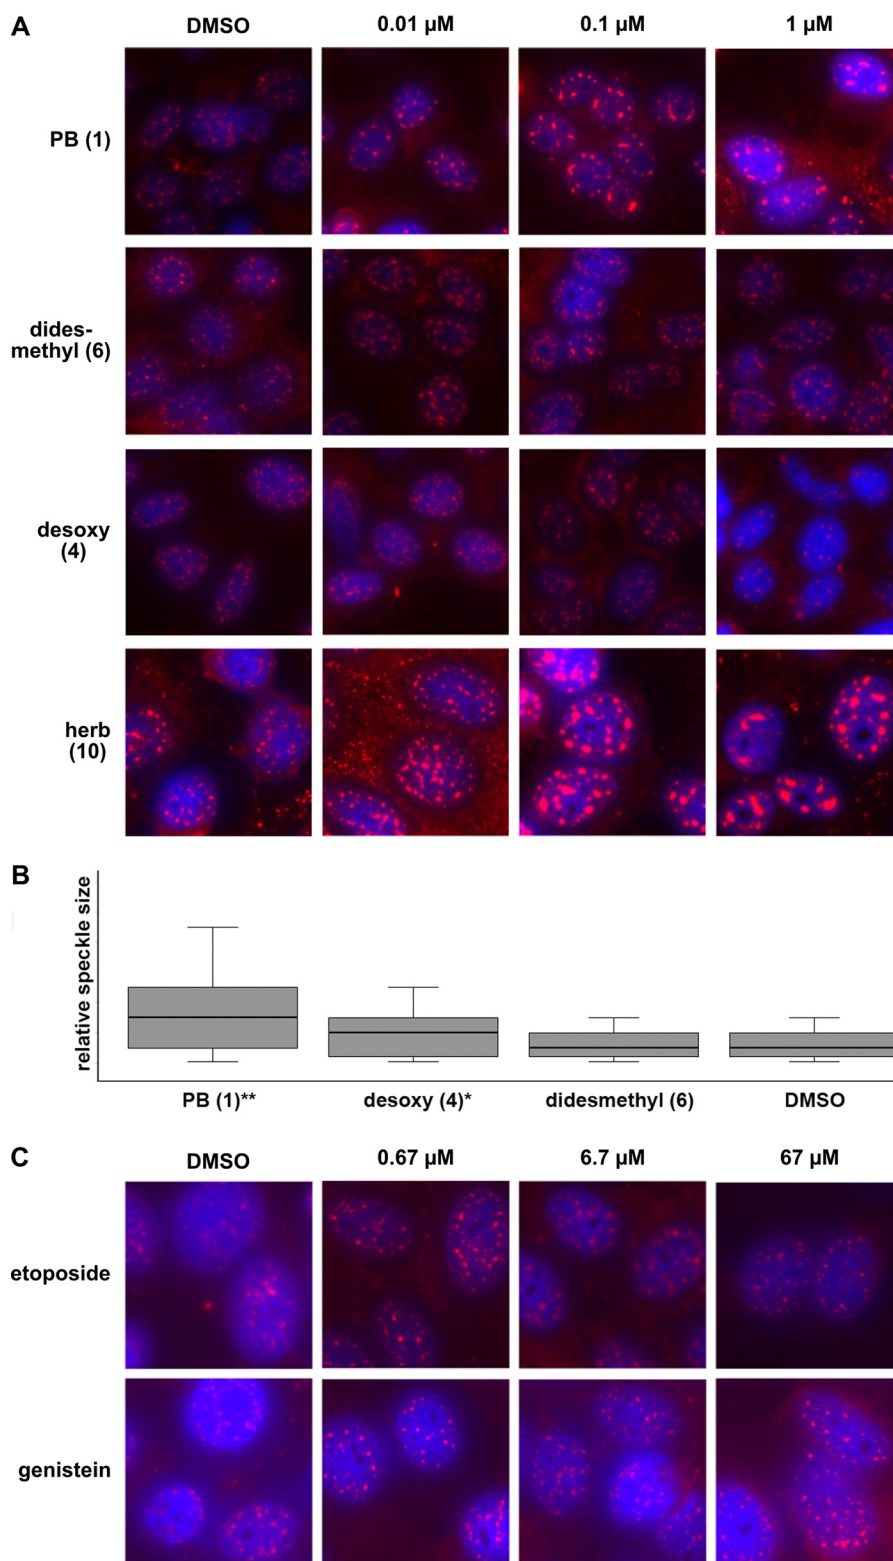 A
DMSO 0.01 µM 0.1 µM 1 µM
PB (1)
dides-
methyl (6)
desoxy
(4)
herb
(10)
B
relative speckle size
PB (1)** desoxy (4)* didesmethyl (6) DMSO
C
DMSO 0.67 µM 6.7 µM 67 µM
etoposide
genistein